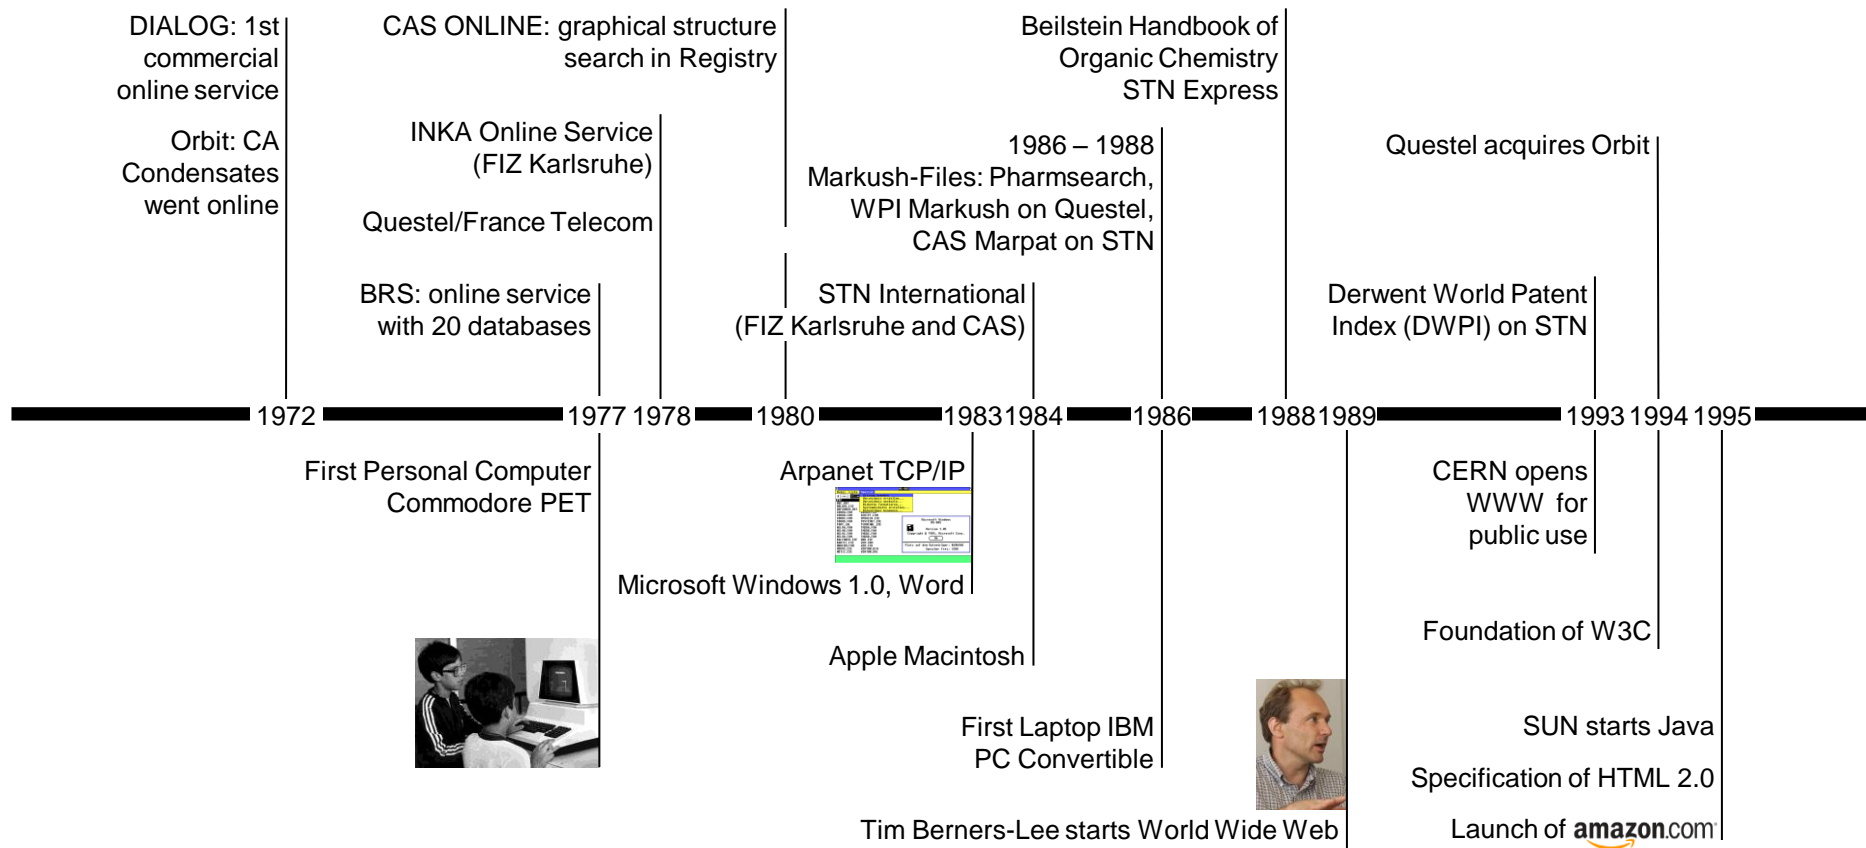 DIALOG: 1st
commercial
online service
Orbit: CA
Condensates
went online
CAS ONLINE: graphical structure
search in Registry
INKA Online Service
(FIZ Karlsruhe)
Questel/France Telecom
BRS: online service
with 20 databases
Beilstein Handbook of
Organic Chemistry
STN Express
1986 – 1988
Markush-Files: Pharmsearch,
WPI Markush on Questel,
CAS Marpat on STN
STN International
(FIZ Karlsruhe and CAS)
Questel acquires Orbit
Derwent World Patent
Index (DWPI) on STN
1972 1977 1978 1980 1983 1984 1986 1988 1989 1993 1994 1995
First Personal Computer
Commodore PET
Arpanet TCP/IP
Microsoft Windows 1.0, Word
Apple Macintosh
First Laptop IBM
PC Convertible
Tim Berners-Lee starts World Wide Web
CERN opens
WWW for
public use
Foundation of W3C
SUN starts Java
Specification of HTML 2.0
Launch of amazon.com